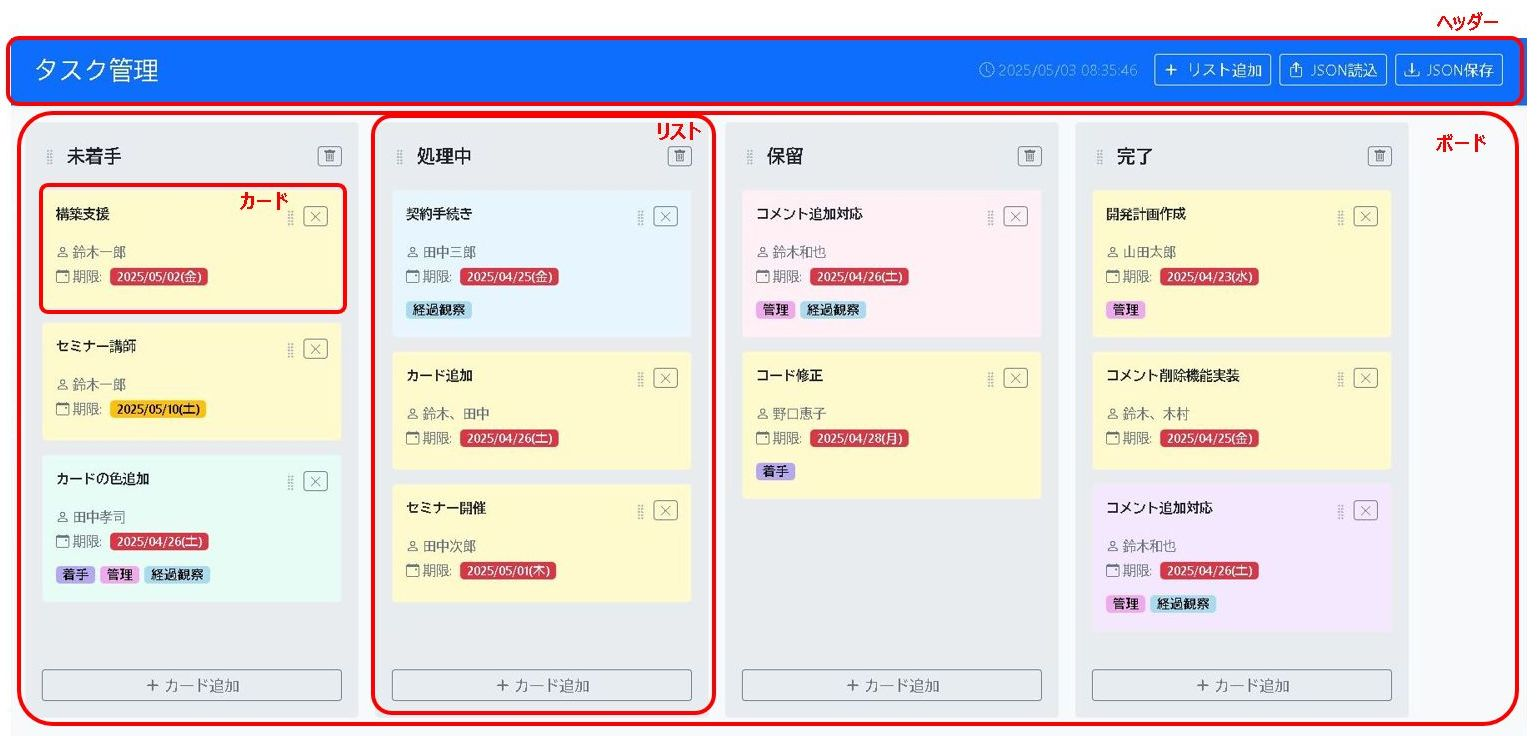 ヘッダー
タスク管理
2025/05/03 08:35:46
+ リスト追加
JSON読込
JSON保存
ボード
未着手
カード
構築支援
鈴木一郎
期限: 2025/05/02(金)
セミナー講師
鈴木一郎
期限: 2025/05/10(土)
カードの色追加
田中孝司
期限: 2025/04/26(土)
着手 管理 経過観察
+ カード追加
リスト
処理中
契約手続き
田中三郎
期限: 2025/04/25(金)
経過観察
カード追加
鈴木、田中
期限: 2025/04/26(土)
セミナー開催
田中次郎
期限: 2025/05/01(木)
+ カード追加
保留
コメント追加対応
鈴木和也
期限: 2025/04/26(土)
管理 経過観察
コード修正
野口恵子
期限: 2025/04/28(月)
着手
+ カード追加
完了
開発計画作成
山田太郎
期限: 2025/04/23(水)
管理
コメント削除機能実装
鈴木、木村
期限: 2025/04/25(金)
コメント追加対応
鈴木和也
期限: 2025/04/26(土)
管理 経過観察
+ カード追加